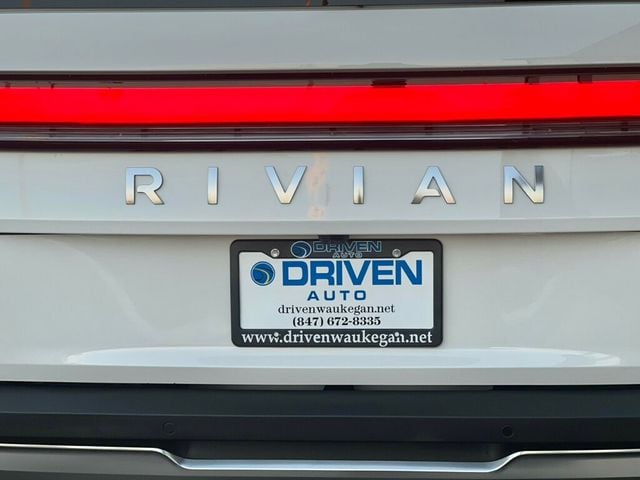 RIVIAN
DRIVEN
AUTO
DRIVEN
AUTO
drivenwaukegan.net
(847) 672-8335
www.drivenwaukegan.net